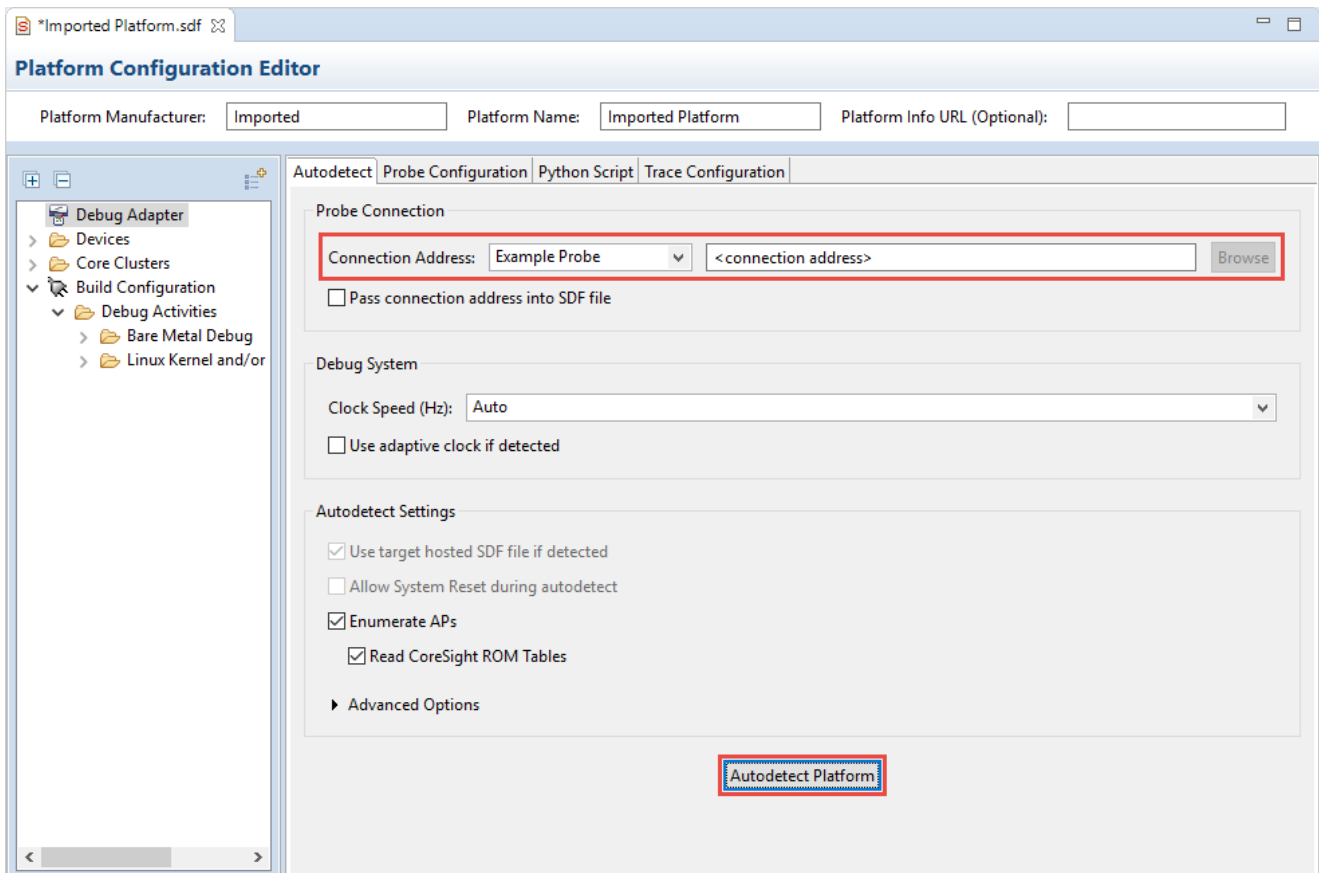 *Imported Platform.sdf
Platform Configuration Editor
Platform Manufacturer: Imported Platform Name: Imported Platform Platform Info URL (Optional):
Debug Adapter
Devices
Core Clusters
Build Configuration
Debug Activities
Bare Metal Debug
Linux Kernel and/or
Autodetect Probe Configuration Python Script Trace Configuration
Probe Connection
Connection Address: Example Probe <connection address> Browse
Pass connection address into SDF file
Debug System
Clock Speed (Hz): Auto
Use adaptive clock if detected
Autodetect Settings
Use target hosted SDF file if detected
Allow System Reset during autodetect
Enumerate APs
Read CoreSight ROM Tables
Advanced Options
Autodetect Platform